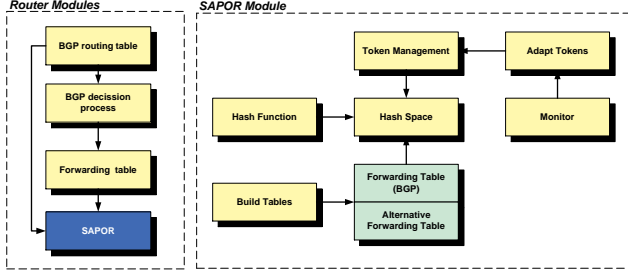 Router Modules
BGP routing table
BGP decission
process
Forwarding table
SAPOR
SAPOR Module
Token Management
Adapt Tokens
Hash Function
Hash Space
Monitor
Build Tables
Forwarding Table
(BGP)
Alternative
Forwarding Table